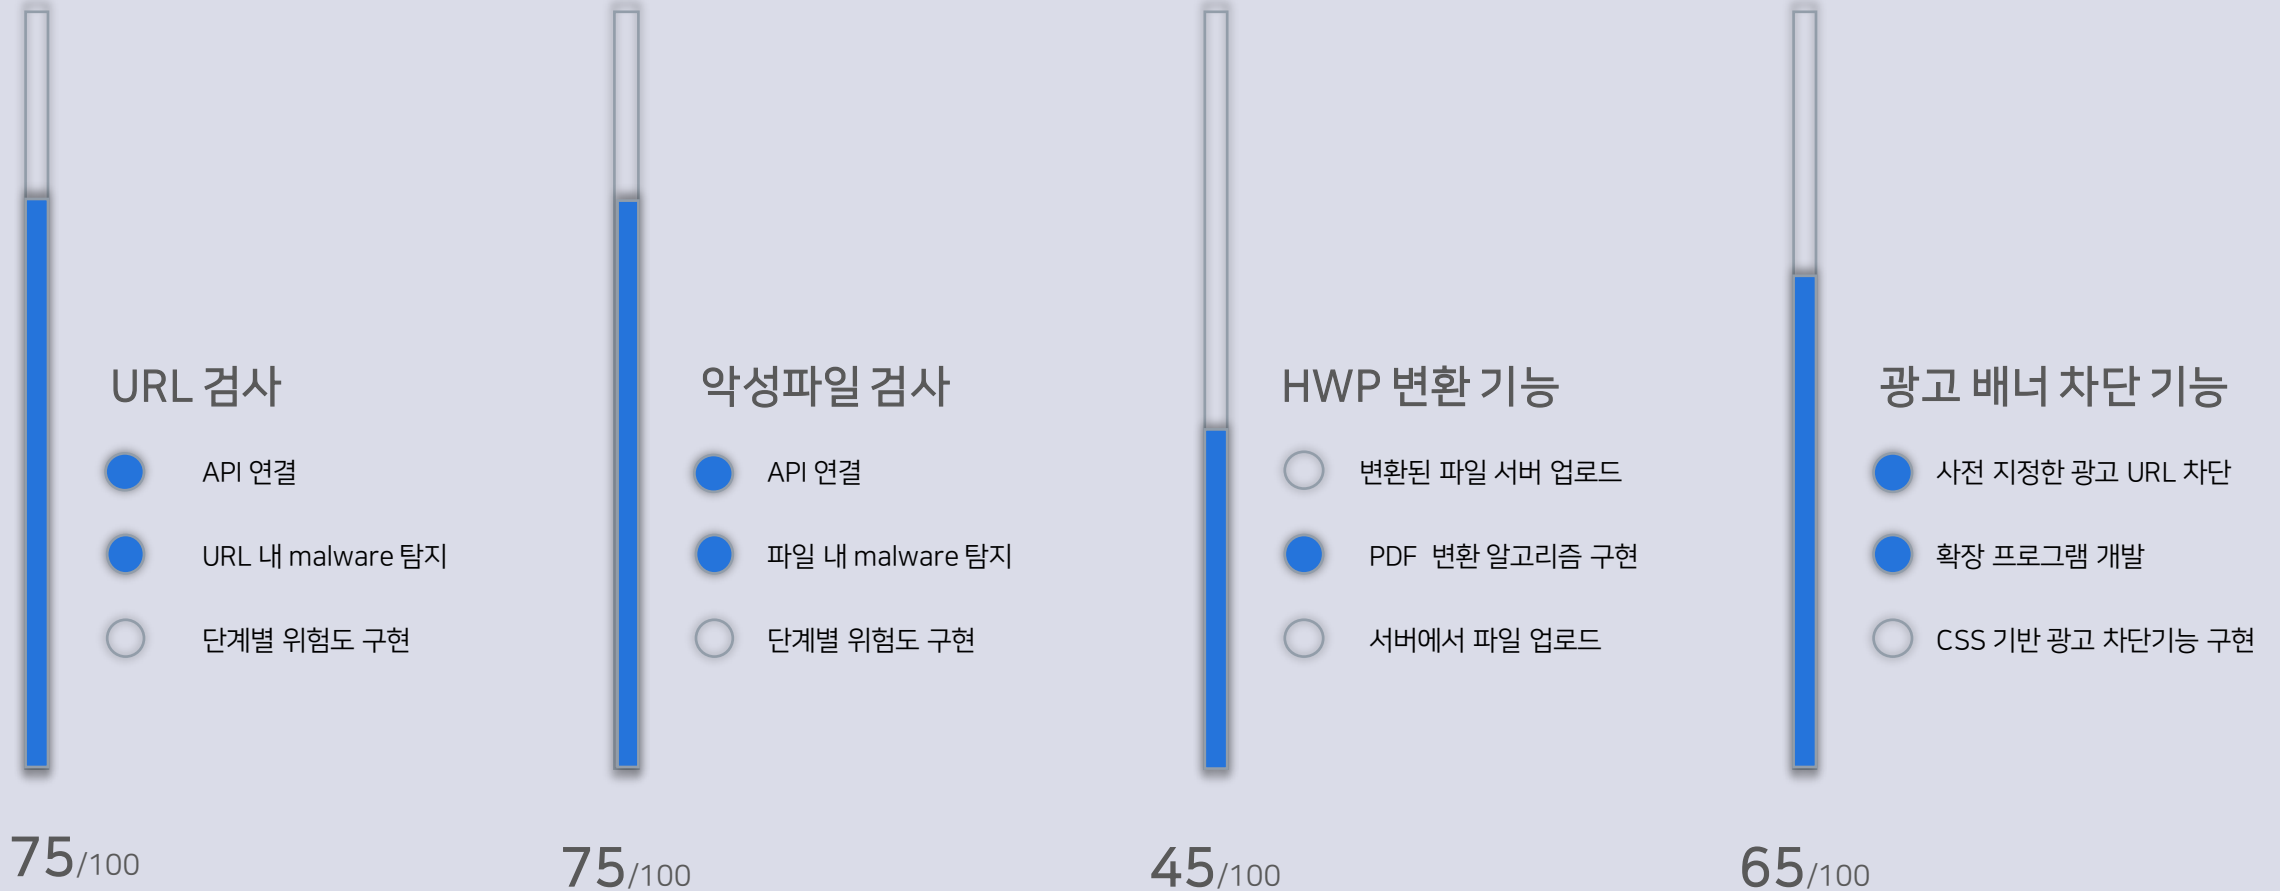 URL 검사
API 연결
URL 내 malware 탐지
단계별 위험도 구현
75/100
악성파일 검사
API 연결
파일 내 malware 탐지
단계별 위험도 구현
75/100
HWP 변환 기능
변환된 파일 서버 업로드
PDF 변환 알고리즘 구현
서버에서 파일 업로드
45/100
광고 배너 차단 기능
사전 지정한 광고 URL 차단
확장 프로그램 개발
CSS 기반 광고 차단기능 구현
65/100